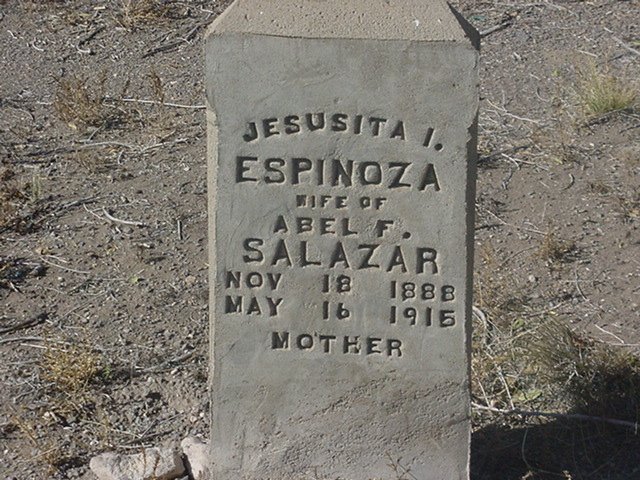 JESUSITA I.
ESPINOZA
WIFE OF
ABEL F.
SALAZAR
NOV 18 1888
MAY 16 1915
MOTHER